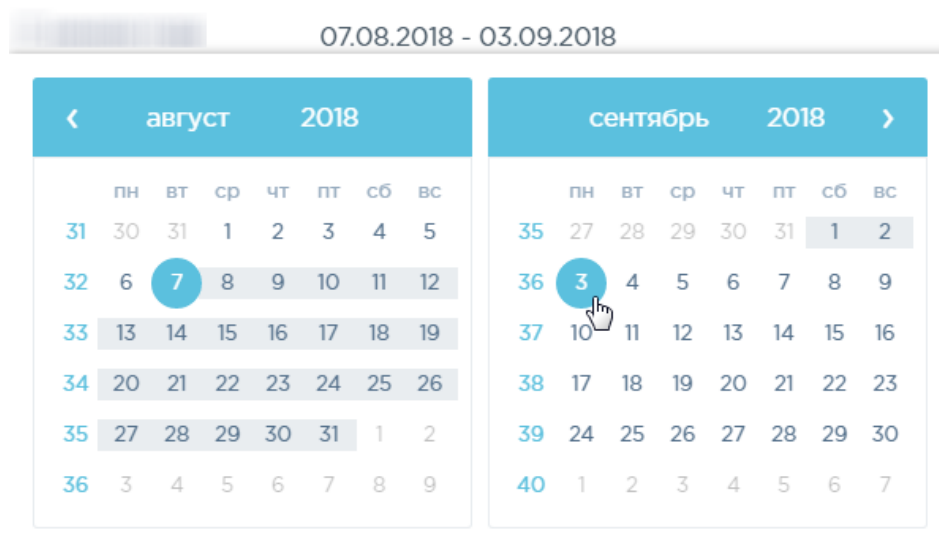 07.08.2018 - 03.09.2018
‹ август 2018
пн вт ср чт пт сб вс
31 30 31 1 2 3 4 5
32 6 7 8 9 10 11 12
33 13 14 15 16 17 18 19
34 20 21 22 23 24 25 26
35 27 28 29 30 31 1 2
36 3 4 5 6 7 8 9
сентябрь 2018 ›
пн вт ср чт пт сб вс
35 27 28 29 30 31 1 2
36 3 4 5 6 7 8 9
37 10 11 12 13 14 15 16
38 17 18 19 20 21 22 23
39 24 25 26 27 28 29 30
40 1 2 3 4 5 6 7